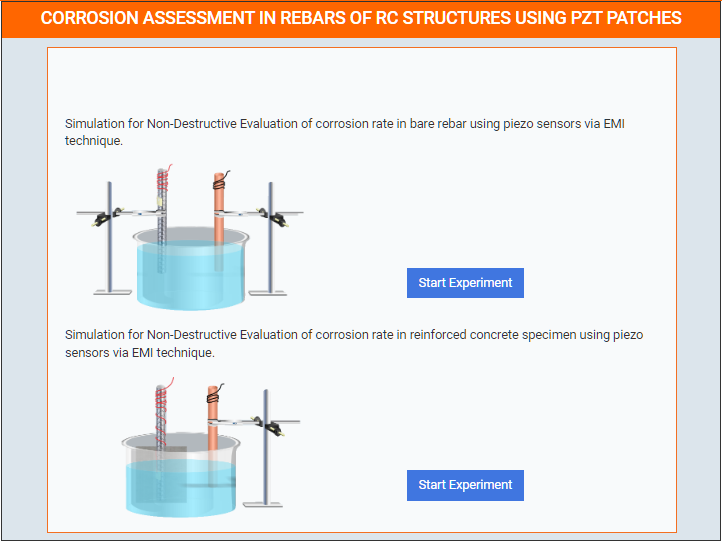 CORROSION ASSESSMENT IN REBARS OF RC STRUCTURES USING PZT PATCHES
Simulation for Non-Destructive Evaluation of corrosion rate in bare rebar using piezo sensors via EMI
technique.
Start Experiment
Simulation for Non-Destructive Evaluation of corrosion rate in reinforced concrete specimen using piezo
sensors via EMI technique.
Start Experiment